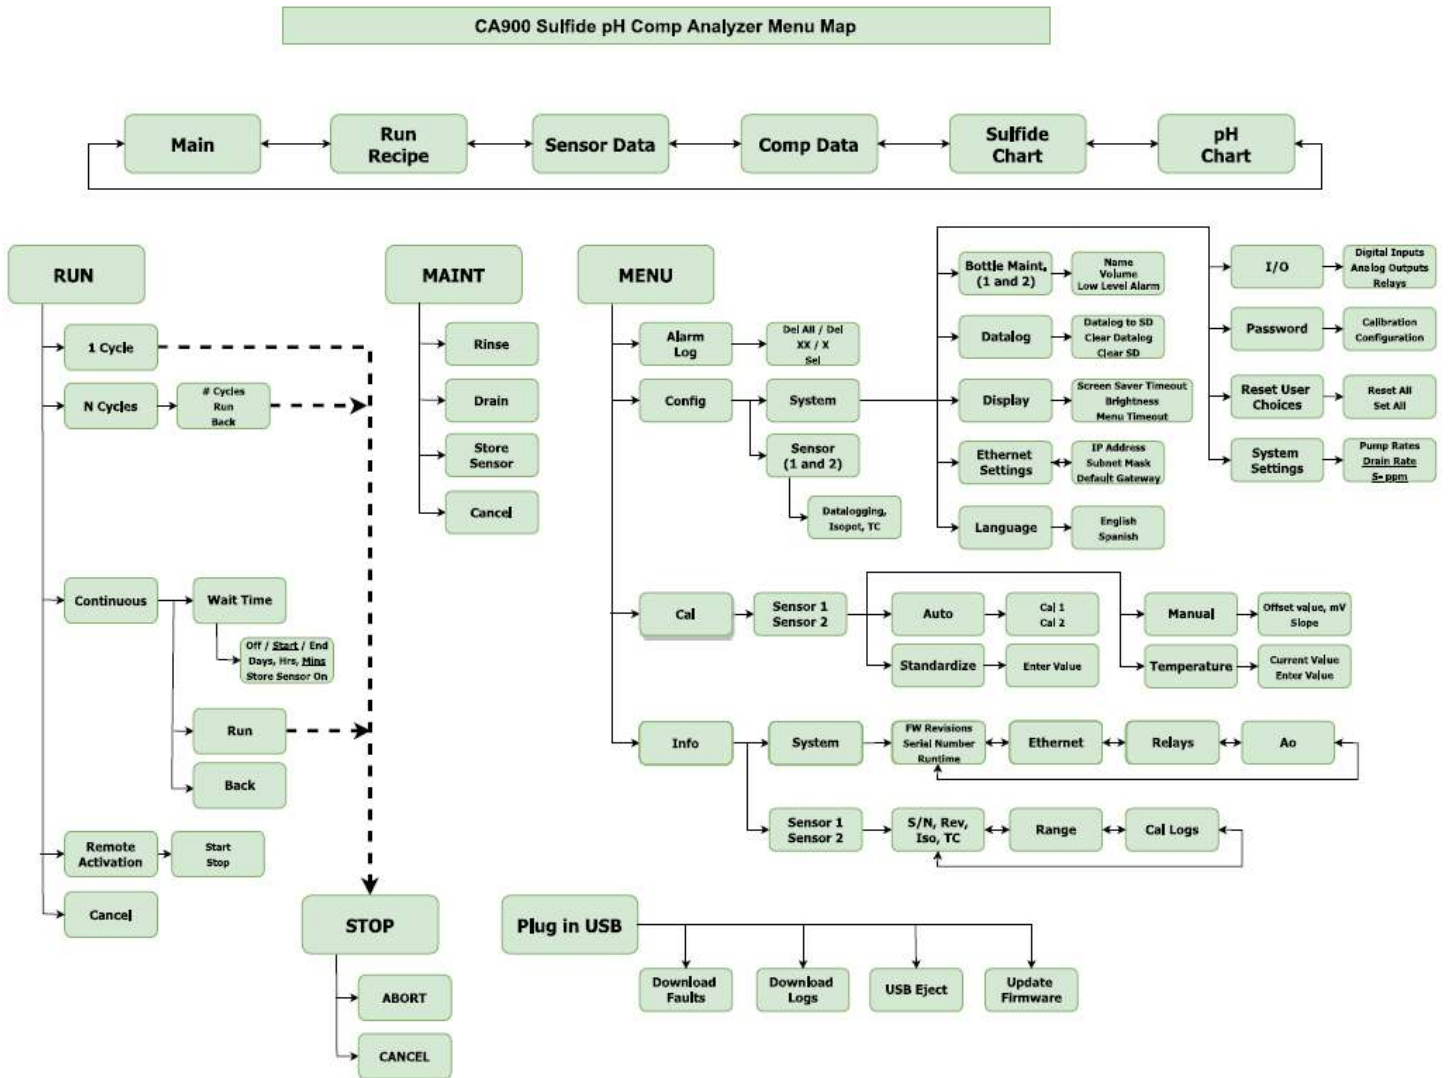 CA900 Sulfide pH Comp Analyzer Menu Map
Main
Run
Recipe
Sensor Data
Comp Data
Sulfide
Chart
pH
Chart
RUN
1 Cycle
N Cycles
# Cycles
Run
Back
Continuous
Wait Time
Off / Start / End
Days, Hrs, Mins
Store Sensor On
Run
Back
Remote
Activation
Start
Stop
Cancel
STOP
ABORT
CANCEL
MAINT
Rinse
Drain
Store
Sensor
Cancel
MENU
Alarm
Log
Del All / Del
XX / X
Sel
Config
System
Sensor
(1 and 2)
Datalogging,
Isopot, TC
Bottle Maint.
(1 and 2)
Name
Volume
Low Level Alarm
Datalog
Datalog to SD
Clear Datalog
Clear SD
Display
Screen Saver Timeout
Brightness
Menu Timeout
Ethernet
Settings
IP Address
Subnet Mask
Default Gateway
Language
English
Spanish
I/O
Digital Inputs
Analog Outputs
Relays
Password
Calibration
Configuration
Reset User
Choices
Reset All
Set All
System
Settings
Pump Rates
Drain Rate
S= ppm
Cal
Sensor 1
Sensor 2
Auto
Cal 1
Cal 2
Standardize
Enter Value
Manual
Offset value, mV
Slope
Temperature
Current Value
Enter Value
Info
System
FW Revisions
Serial Number
Runtime
Ethernet
Relays
Ao
Sensor 1
Sensor 2
S/N, Rev,
Iso, TC
Range
Cal Logs
Plug in USB
Download
Faults
Download
Logs
USB Eject
Update
Firmware